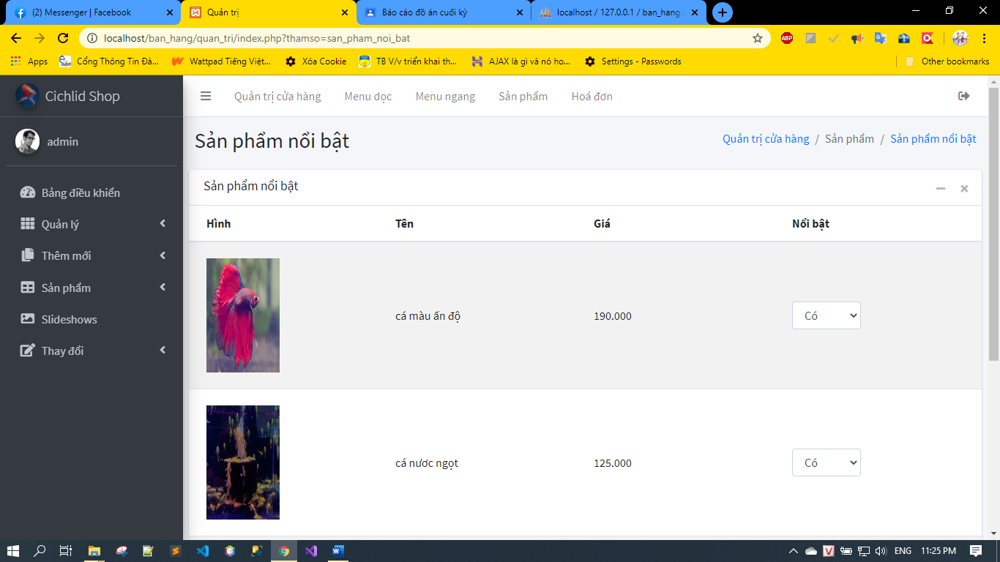 (2) Messenger | Facebook
Quản trị
Báo cáo đồ án cuối kỳ
localhost / 127.0.0.1 / ban_hang
localhost/ban_hang/quan_tri/index.php?thamso=san_pham_noi_bat
ABP
Apps
Cổng Thông Tin Đà...
Wattpad Tiếng Việt...
Xóa Cookie
TB V/v triển khai th...
AJAX là gì và nó ho...
Settings - Passwords
Other bookmarks
Cichlid Shop
Quản trị cửa hàng
Menu dọc
Menu ngang
Sản phẩm
Hoá đơn
admin
Sản phẩm nổi bật
Quản trị cửa hàng / Sản phẩm / Sản phẩm nổi bật
Bảng điều khiển
Quản lý
Thêm mới
Sản phẩm
Slideshows
Thay đổi
Sản phẩm nổi bật
Hình Tên Giá Nổi bật
cá màu ấn độ 190.000 Có
cá nươc ngọt 125.000 Có
ENG
11:25 PM